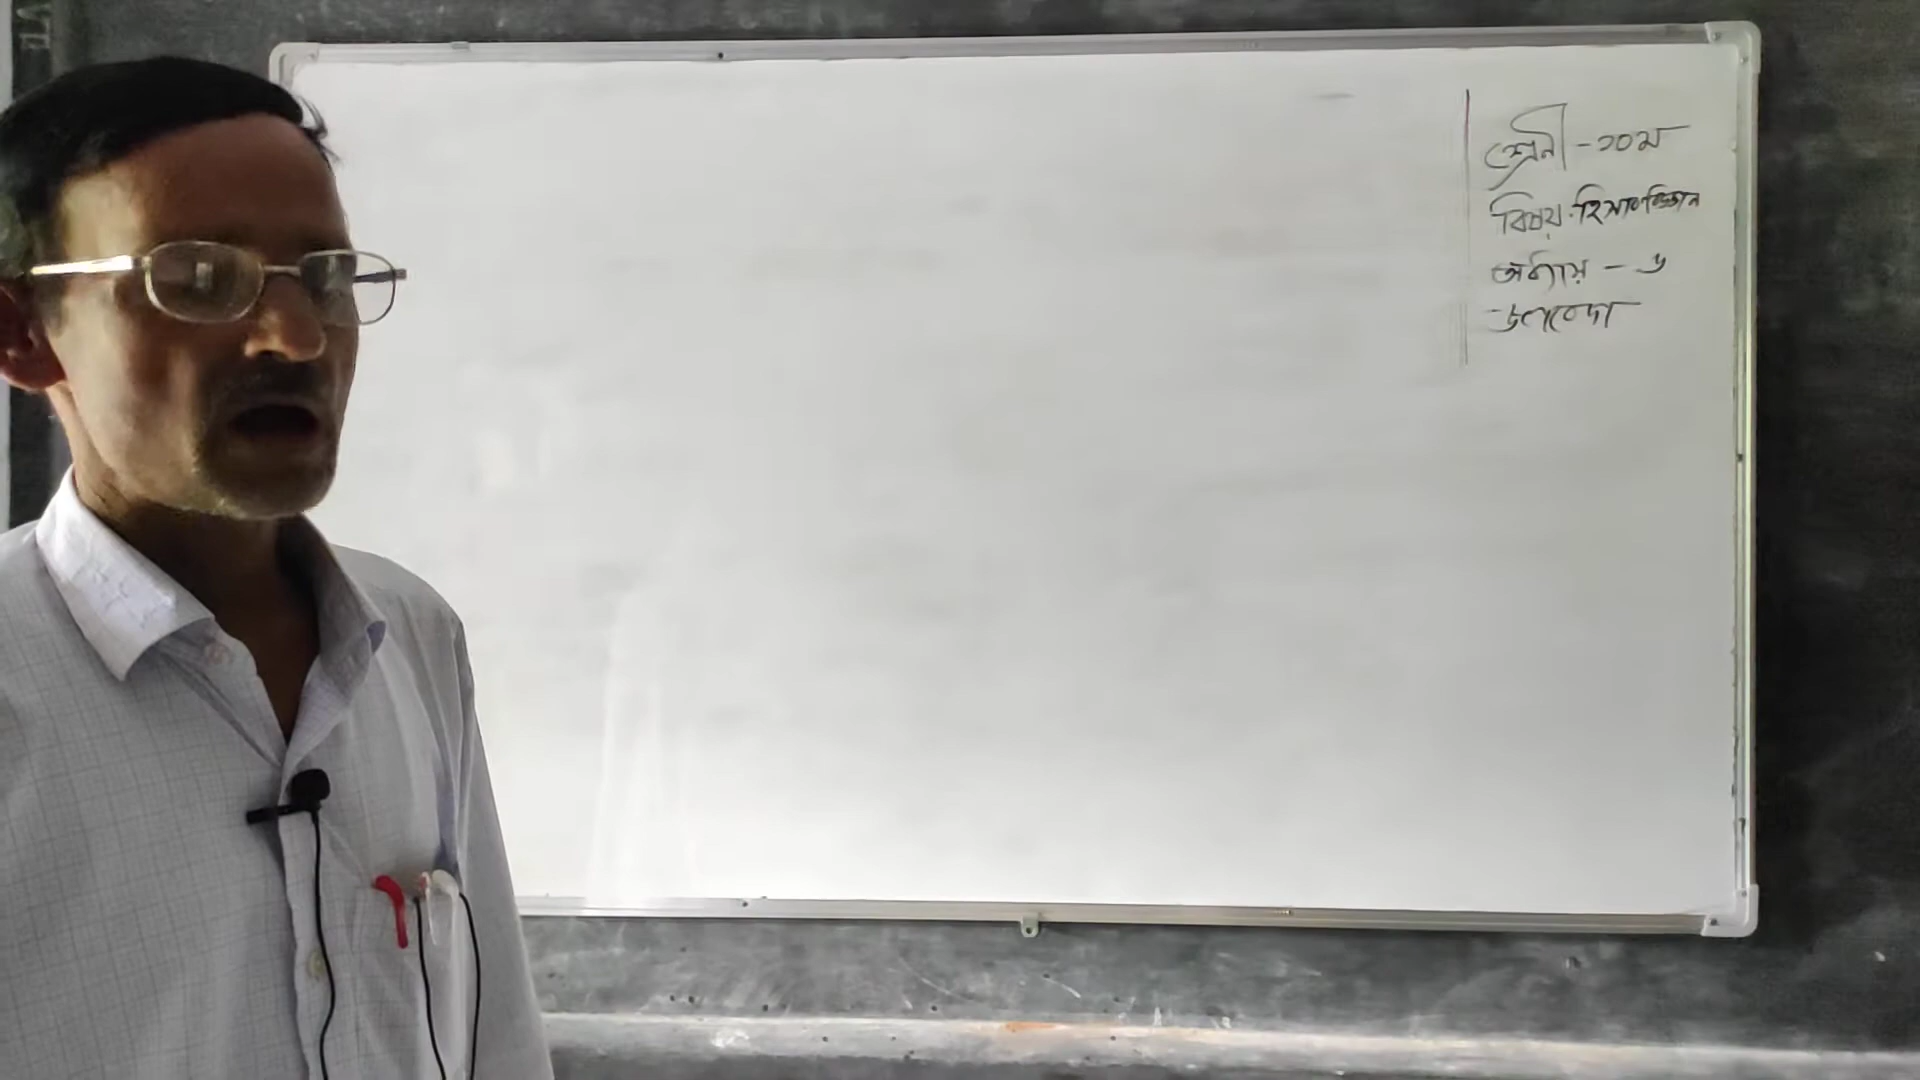 শ্রেনী - ১০ম
বিষয় - হিসাববিজ্ঞান
অধ্যায় - ৬
জাবেদা